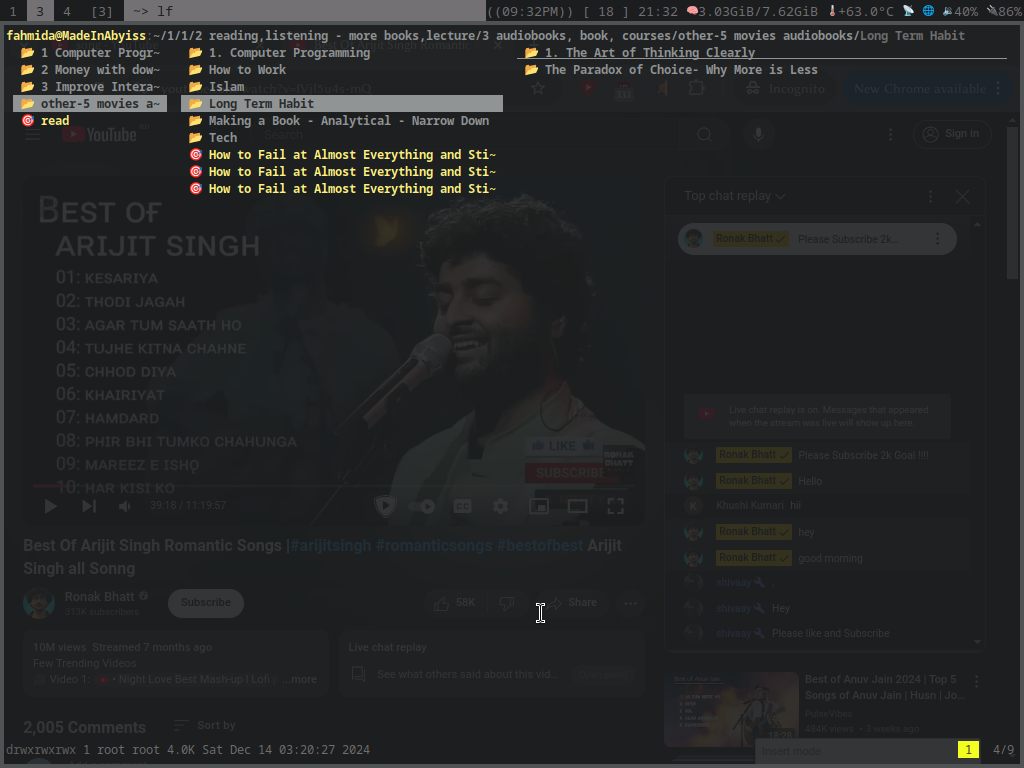 1 3 4 [3] ~> lf ((09:32PM)) [ 18 ] 21:32 3.03GiB/7.62GiB +63.0°C 40% 86%
fahmida@MadeInAbyss ~/1/1/2 reading,listening - more books,lecture/3 audiobooks, book, courses/other-5 movies audiobooks/Long Term Habit
1 Computer Progr~ 1. Computer Programming 1. The Art of Thinking Clearly
2 Money with dow~ How to Work The Paradox of Choice- Why More is Less
3 Improve Intera~ Islam
other-5 movies a~ Long Term Habit
read Making a Book - Analytical - Narrow Down
Tech
How to Fail at Almost Everything and Sti~
How to Fail at Almost Everything and Sti~
How to Fail at Almost Everything and Sti~
Incognito
New Chrome available
YouTube
Search
Sign in
BEST OF
ARIJIT SINGH
01: KESARIYA
02: THODI JAGAH
03: AGAR TUM SAATH HO
04: TUJHE KITNA CHAHNE
05: CHHOD DIYA
06: KHAIRIYAT
07: HAMDARD
08: PHIR BHI TUMKO CHAHUNGA
09: MAREEZ E ISHQ
10: HAR KISI KO
LIKE
SUBSCRIBE
RONAK BHATT
39:18 / 11:19:57
Best Of Arijit Singh Romantic Songs |#arijitsingh #romanticsongs #bestofbest Arijit
Singh all Sonng
Ronak Bhatt
313K subscribers
Subscribe
58K
Share
10M views Streamed 7 months ago
Few Trending Videos
Video 1: • Night Love Best Mash-up | Lofi ...more
Live chat replay
See what others said about this vid...
2,005 Comments
Sort by
Top chat replay
Ronak Bhatt Please Subscribe 2k...
Live chat replay is on. Messages that appeared
when the stream was live will show up here.
Ronak Bhatt Please Subscribe 2k Goal !!!!
Ronak Bhatt Hello
K Khushi Kumari hii
Ronak Bhatt hey
Ronak Bhatt good morning
shivaay .
shivaay Hey
shivaay Please like and Subscribe
Best of Anuv Jain 2024 | Top 5
Songs of Anuv Jain | Husn | Jo...
PulseVibes
884K views • 3 weeks ago
19:28
Insert mode
drwxrwxrwx 1 root root 4.0K Sat Dec 14 03:20:27 2024 1 4/9